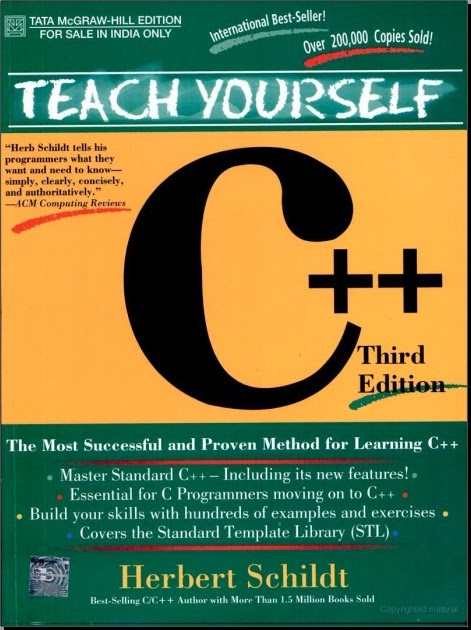 TATA McGRAW-HILL EDITION
FOR SALE IN INDIA ONLY
International Best-Seller!
Over 200,000 Copies Sold!
TEACH YOURSELF
“Herb Schildt tells his
programmers what they
want and need to know—
simply, clearly, concisely,
and authoritatively.”
—ACM Computing Reviews
C++
Third
Edition
The Most Successful and Proven Method for Learning C++
Master Standard C++ – Including its new features!
Essential for C Programmers moving on to C++
Build your skills with hundreds of examples and exercises
Covers the Standard Template Library (STL)
Herbert Schildt
Best-Selling C/C++ Author with More Than 1.5 Million Books Sold
Copyrighted material